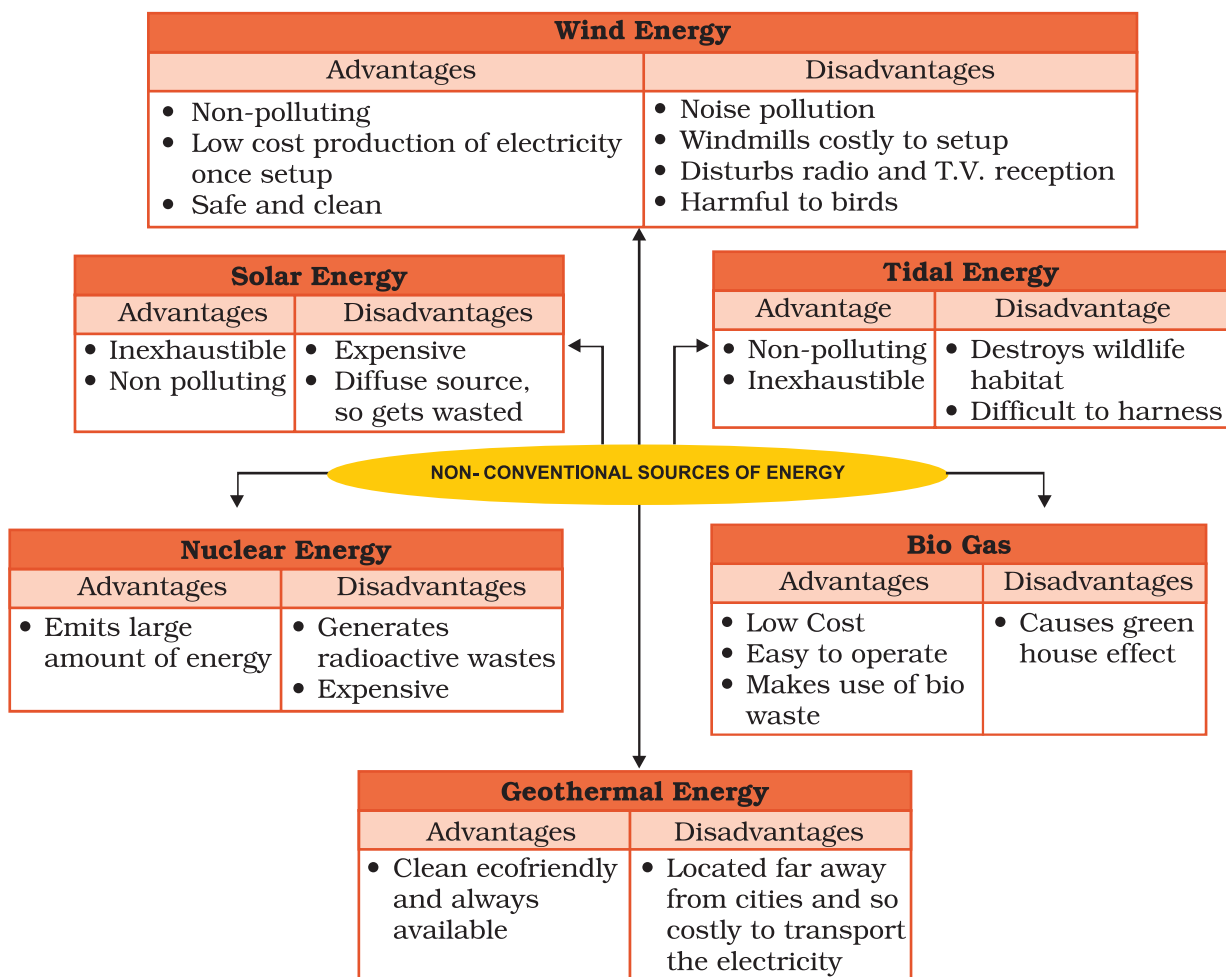 Wind Energy
Advantages
Disadvantages
• Non-polluting
• Low cost production of electricity
once setup
• Safe and clean
• Noise pollution
• Windmills costly to setup
• Disturbs radio and T.V. reception
• Harmful to birds
Solar Energy
Advantages
Disadvantages
• Inexhaustible
• Non polluting
• Expensive
• Diffuse source,
so gets wasted
Tidal Energy
Advantage
Disadvantage
• Non-polluting
• Inexhaustible
• Destroys wildlife
habitat
• Difficult to harness
NON- CONVENTIONAL SOURCES OF ENERGY
Nuclear Energy
Advantages
Disadvantages
• Emits large
amount of energy
• Generates
radioactive wastes
• Expensive
Bio Gas
Advantages
Disadvantages
• Low Cost
• Easy to operate
• Makes use of bio
waste
• Causes green
house effect
Geothermal Energy
Advantages
Disadvantages
• Clean ecofriendly
and always
available
• Located far away
from cities and so
costly to transport
the electricity